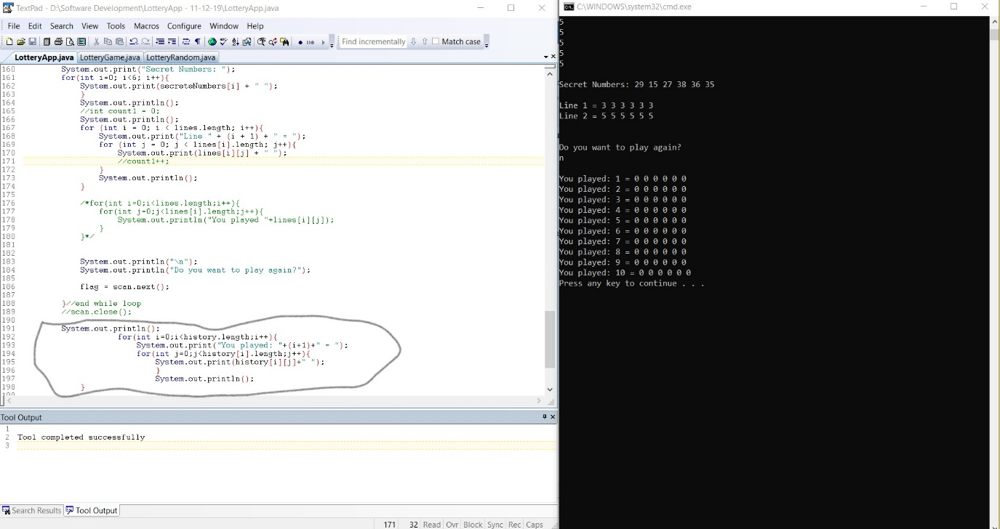 TextPad - D:\Software Development\LotteryApp - 11-12-19\LotteryApp.java
File Edit Search View Tools Macros Configure Window Help
Find incrementally Match case
LotteryApp.java LotteryGame.java LotteryRandom.java
160 System.out.print("Secret Numbers: ");
161 for(int i=0; i<6; i++){
162 System.out.print(secreteNumbers[i] + " ");
163 }
164 System.out.println();
165 //int count1 = 0;
166 System.out.println();
167 for (int i = 0; i < lines.length; i++){
168 System.out.print("Line " + (i + 1) + " = ");
169 for (int j = 0; j < lines[i].length; j++){
170 System.out.print(lines[i][j] + " ");
171 //count1++;
172 }
173 System.out.println();
174 }
175
176 /*for(int i=0;i<lines.length;i++){
177 for(int j=0;j<lines[i].length;j++){
178 System.out.println("You played "+lines[i][j]);
179 }
180 }*/
181
182
183 System.out.println("\n");
184 System.out.println("Do you want to play again?");
185
186 flag = scan.next();
187
188 }//end while loop
189 //scan.close();
190
191 System.out.println();
192 for(int i=0;i<history.length;i++){
193 System.out.print("You played: "+(i+1)+" = ");
194 for(int j=0;j<history[i].length;j++){
195 System.out.print(history[i][j]+" ");
196 }
197 System.out.println();
198 }
199
Tool Output
1
2 Tool completed successfully
3
Search Results Tool Output
171 32 Read Ovr Block Sync Rec Caps
C:\WINDOWS\system32\cmd.exe
5
5
5
5
5
Secret Numbers: 29 15 27 38 36 35
Line 1 = 3 3 3 3 3 3
Line 2 = 5 5 5 5 5 5
Do you want to play again?
n
You played: 1 = 0 0 0 0 0 0
You played: 2 = 0 0 0 0 0 0
You played: 3 = 0 0 0 0 0 0
You played: 4 = 0 0 0 0 0 0
You played: 5 = 0 0 0 0 0 0
You played: 6 = 0 0 0 0 0 0
You played: 7 = 0 0 0 0 0 0
You played: 8 = 0 0 0 0 0 0
You played: 9 = 0 0 0 0 0 0
You played: 10 = 0 0 0 0 0 0
Press any key to continue . . .